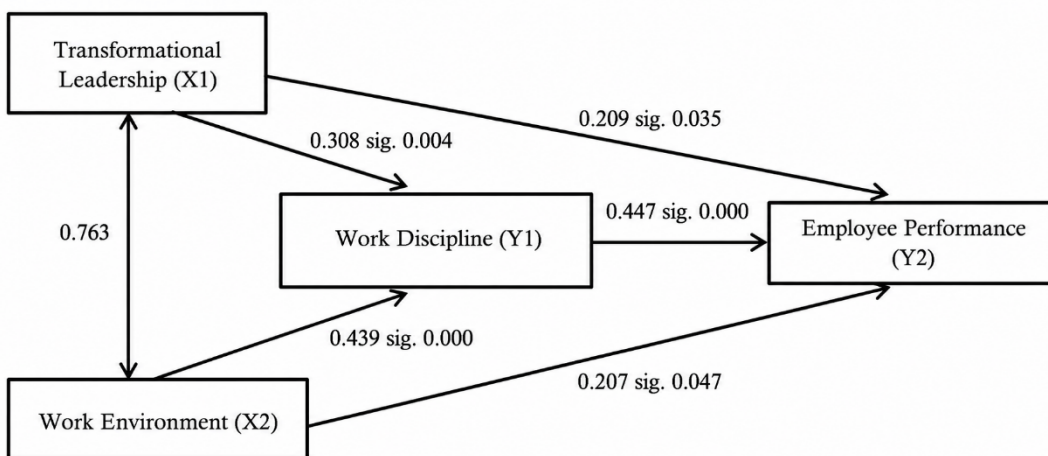 Transformational
Leadership (X1)
0.209 sig. 0.035
0.308 sig. 0.004
0.763
Work Discipline (Y1)
0.447 sig. 0.000
Employee Performance
(Y2)
0.439 sig. 0.000
0.207 sig. 0.047
Work Environment (X2)